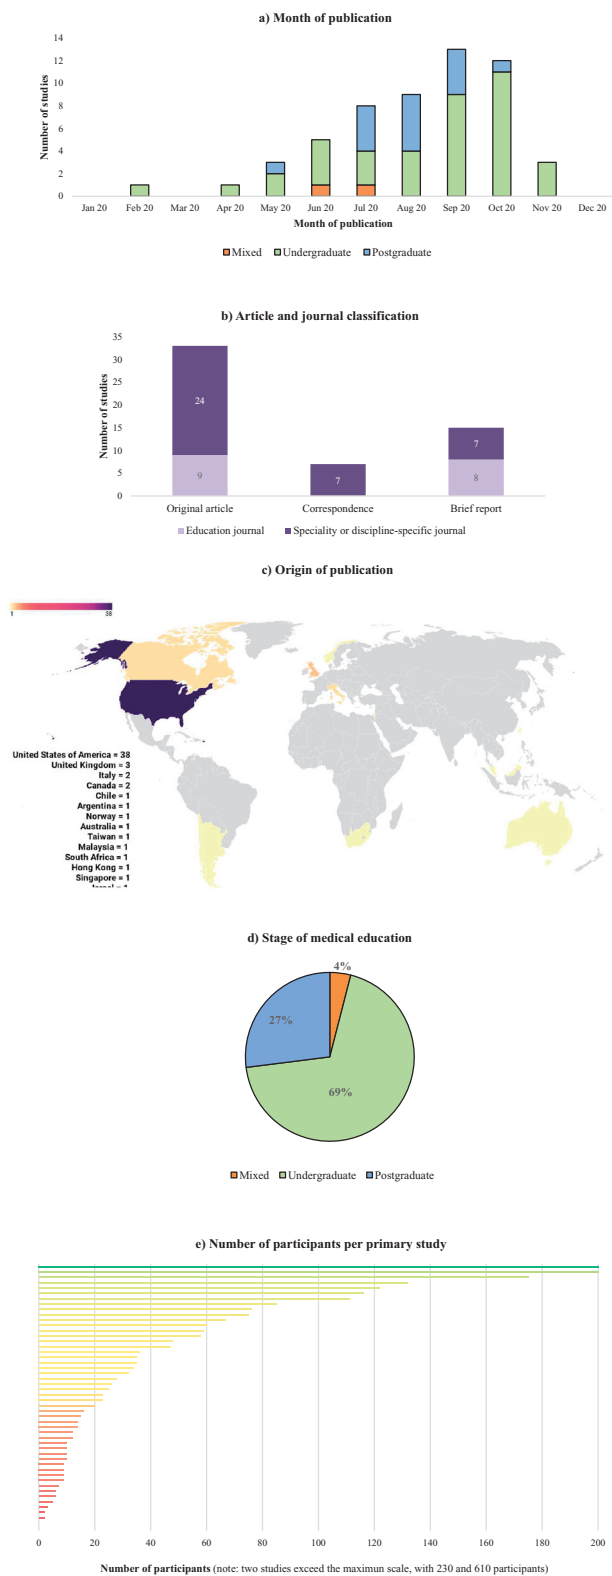 a) Month of publication
14
12
10
8
6
4
2
0
Number of studies
Jan 20 Feb 20 Mar 20 Apr 20 May 20 Jun 20 Jul 20 Aug 20 Sep 20 Oct 20 Nov 20 Dec 20
Month of publication
Mixed Undergraduate Postgraduate
b) Article and journal classification
35
30
25
20
15
10
5
0
Number of studies
24
9
7
7
8
Original article Correspondence Brief report
Education journal Speciality or discipline-specific journal
c) Origin of publication
1 38
United States of America = 38
United Kingdom = 3
Italy = 2
Canada = 2
Chile = 1
Argentina = 1
Norway = 1
Australia = 1
Taiwan = 1
Malaysia = 1
South Africa = 1
Hong Kong = 1
Singapore = 1
Israel = 1
d) Stage of medical education
4%
27%
69%
Mixed Undergraduate Postgraduate
e) Number of participants per primary study
0 20 40 60 80 100 120 140 160 180 200
Number of participants (note: two studies exceed the maximun scale, with 230 and 610 participants)